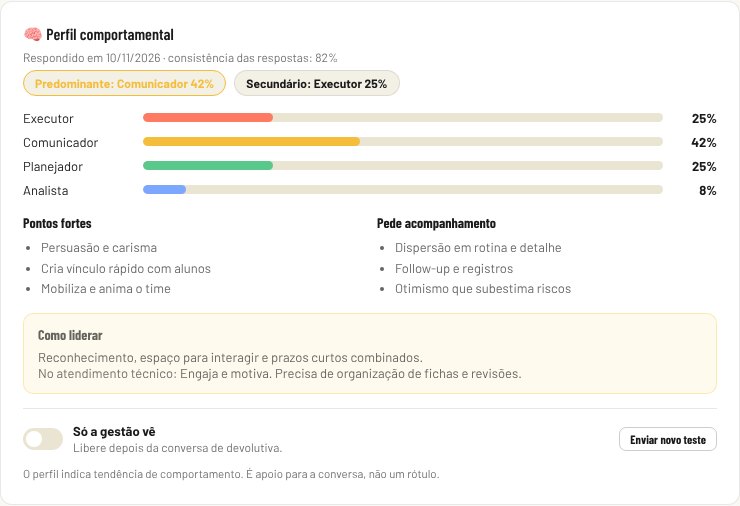 Perfil comportamental
Respondido em 10/11/2026 · consistência das respostas: 82%
Predominante: Comunicador 42% Secundário: Executor 25%
Executor 25%
Comunicador 42%
Planejador 25%
Analista 8%
Pontos fortes
• Persuasão e carisma
• Cria vínculo rápido com alunos
• Mobiliza e anima o time
Pede acompanhamento
• Dispersão em rotina e detalhe
• Follow-up e registros
• Otimismo que subestima riscos
Como liderar
Reconhecimento, espaço para interagir e prazos curtos combinados.
No atendimento técnico: Engaja e motiva. Precisa de organização de fichas e revisões.
Só a gestão vê
Libere depois da conversa de devolutiva.
Enviar novo teste
O perfil indica tendência de comportamento. É apoio para a conversa, não um rótulo.